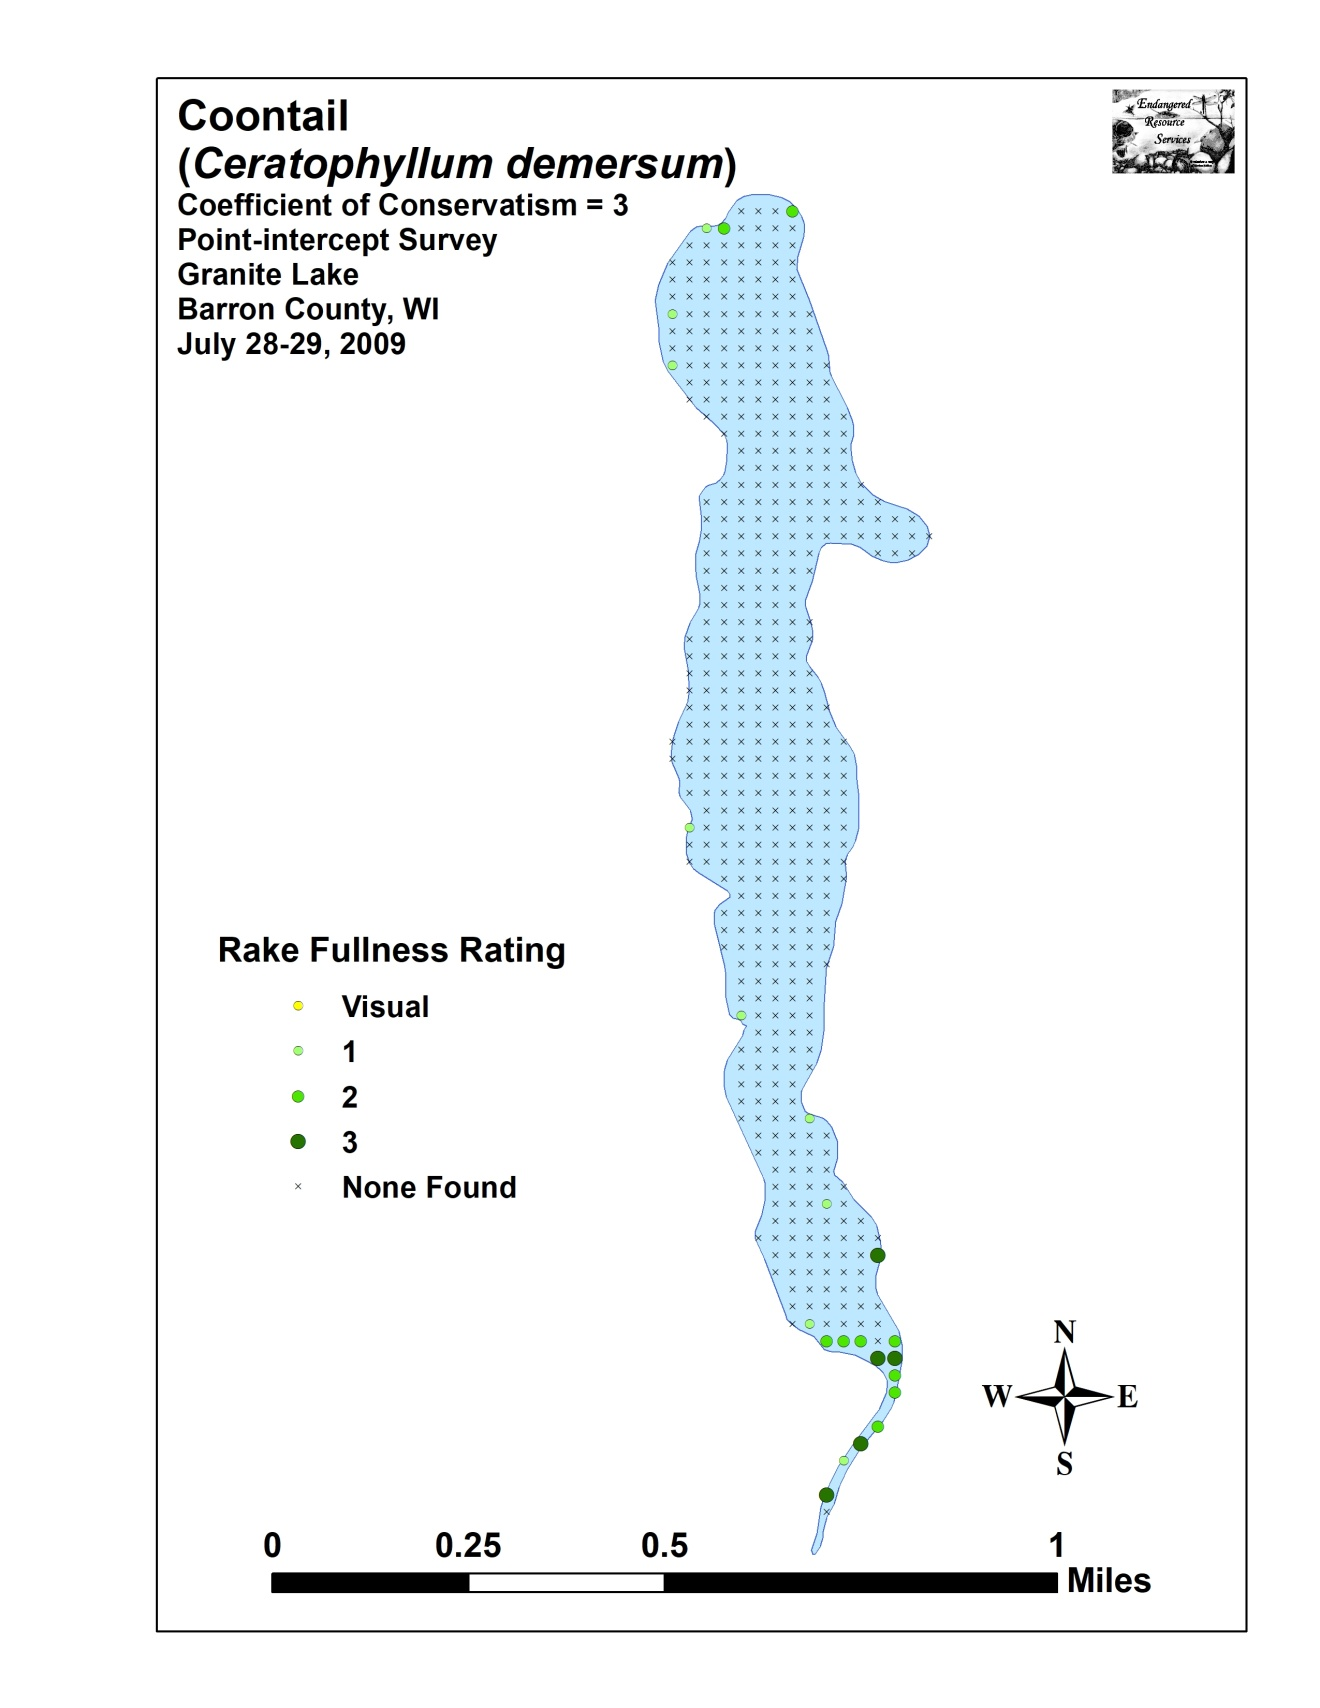 Coontail
(Ceratophyllum demersum)
Coefficient of Conservatism = 3
Point-intercept Survey
Granite Lake
Barron County, WI
July 28-29, 2009
Endangered
Resource
Services
Rake Fullness Rating
Visual
1
2
3
None Found
N
W E
S
0 0.25 0.5 1
Miles